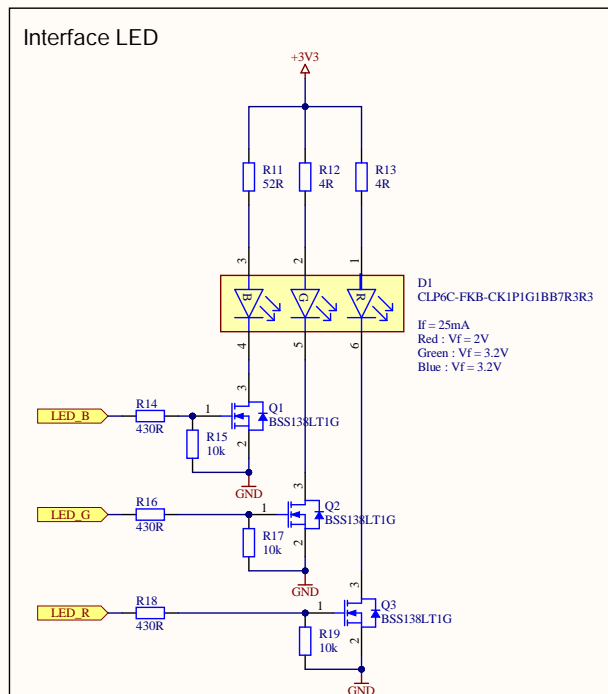 Interface LED
+3V3
R11
52R
R12
4R
R13
4R
3
2
1
D1
CLP6C-FKB-CK1P1G1BB7R3R3
B
G
R
If = 25mA
Red : Vf = 2V
Green : Vf = 3.2V
Blue : Vf = 3.2V
4
5
6
LED_B
R14
430R
1
3
Q1
BSS138LT1G
R15
10k
2
GND
LED_G
R16
430R
1
3
Q2
BSS138LT1G
R17
10k
2
GND
LED_R
R18
430R
1
3
Q3
BSS138LT1G
R19
10k
2
GND